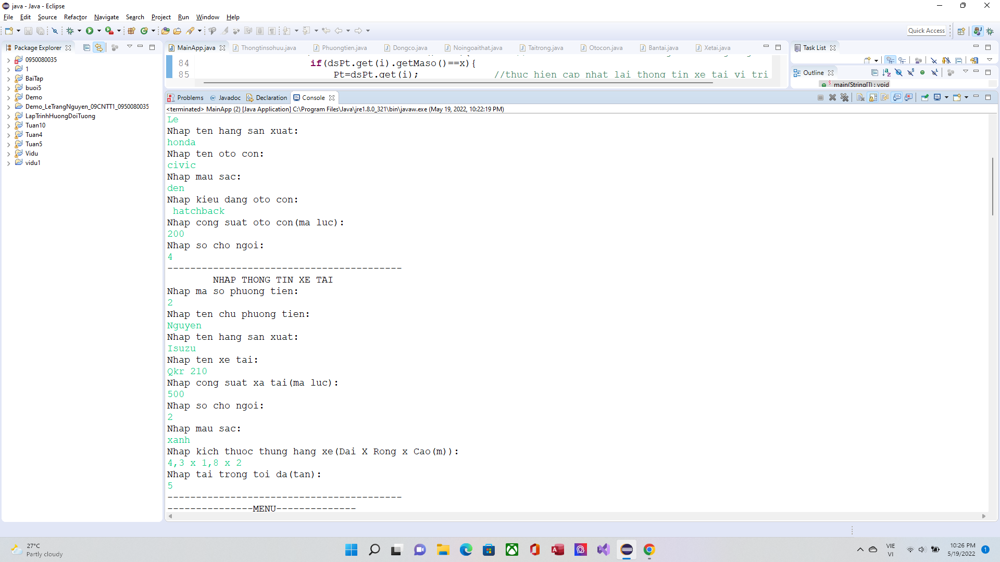 java - Java - Eclipse
File Edit Source Refactor Navigate Search Project Run Window Help
Quick Access
Package Explorer
0950080035
1
BaiTap
buoi5
Demo
Demo_LeTrangNguyen_09CNTT1_0950080035
LapTrinhHuongDoiTuong
Tuan10
Tuan4
Tuan5
Vidu
vidu1
MainApp.java Thongtinsohuu.java Phuongtien.java Dongco.java Noingoaithat.java Taitrong.java Otocon.java Bantai.java Xetai.java
84 if(dsPt.get(i).getMaso()==x){
85 Pt=dsPt.get(i); //thuc hien cap nhat lai thong tin xe tai vi tri
Task List
Outline
main(String[]) : void
Problems @ Javadoc Declaration Console
<terminated> MainApp (2) [Java Application] C:\Program Files\Java\jre1.8.0_321\bin\javaw.exe (May 19, 2022, 10:22:19 PM)
Le
Nhap ten hang san xuat:
honda
Nhap ten oto con:
civic
Nhap mau sac:
den
Nhap kieu dang oto con:
hatchback
Nhap cong suat oto con(ma luc):
200
Nhap so cho ngoi:
4
-----------------------------------------
NHAP THONG TIN XE TAI
Nhap ma so phuong tien:
2
Nhap ten chu phuong tien:
Nguyen
Nhap ten hang san xuat:
Isuzu
Nhap ten xe tai:
Qkr 210
Nhap cong suat xa tai(ma luc):
500
Nhap so cho ngoi:
2
Nhap mau sac:
xanh
Nhap kich thuoc thung hang xe(Dai X Rong x Cao(m)):
4,3 x 1,8 x 2
Nhap tai trong toi da(tan):
5
-----------------------------------------
---------------MENU--------------
27°C
Partly cloudy
VIE
VI
10:26 PM
5/19/2022
1